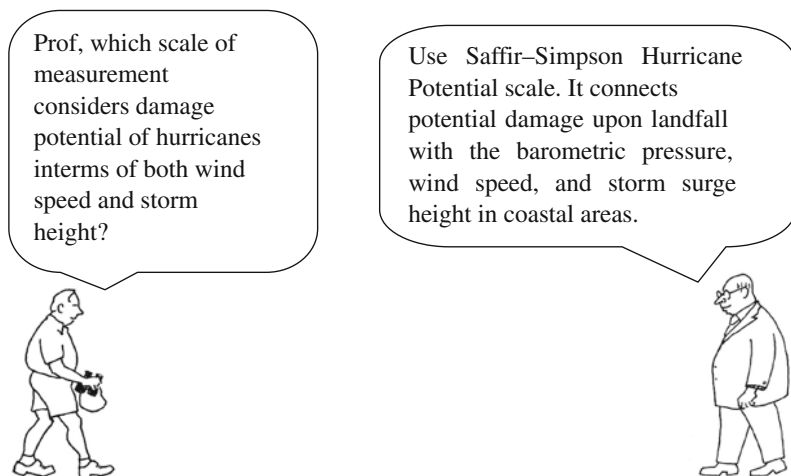 Prof, which scale of
measurement
considers damage
potential of hurricanes
interms of both wind
speed and storm
height?
Use Saffir–Simpson Hurricane
Potential scale. It connects
potential damage upon landfall
with the barometric pressure,
wind speed, and storm surge
height in coastal areas.